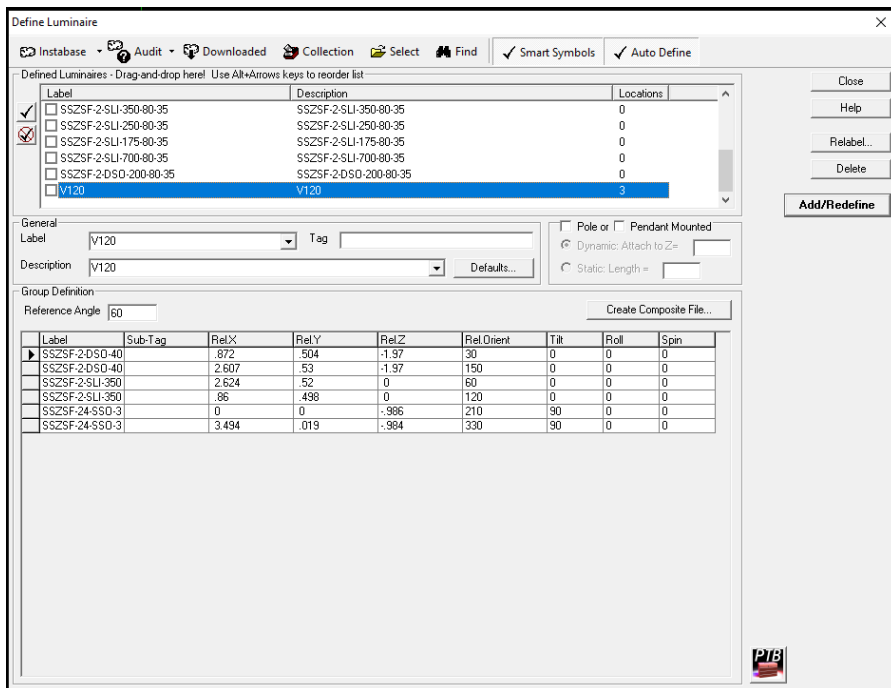 Define Luminaire
Instabase Audit Downloaded Collection Select Find Smart Symbols Auto Define
Defined Luminaires - Drag-and-drop here! Use Alt+Arrows keys to reorder list
Label Description Locations
SSZSF-2-SLI-350-80-35 SSZSF-2-SLI-350-80-35 0
SSZSF-2-SLI-250-80-35 SSZSF-2-SLI-250-80-35 0
SSZSF-2-SLI-175-80-35 SSZSF-2-SLI-175-80-35 0
SSZSF-2-SLI-700-80-35 SSZSF-2-SLI-700-80-35 0
SSZSF-2-DSO-200-80-35 SSZSF-2-DSO-200-80-35 0
V120 V120 3
Close
Help
Relabel...
Delete
Add/Redefine
General
Label V120 Tag
Description V120 Defaults...
Pole or Pendant Mounted
Dynamic: Attach to Z=
Static: Length =
Group Definition
Reference Angle 60 Create Composite File...
Label Sub-Tag Rel.X Rel.Y Rel.Z Rel.Orient Tilt Roll Spin
SSZSF-2-DSO-40 .872 .504 -1.97 30 0 0 0
SSZSF-2-DSO-40 2.607 .53 -1.97 150 0 0 0
SSZSF-2-SLI-350 2.624 .52 0 60 0 0 0
SSZSF-2-SLI-350 .86 .498 0 120 0 0 0
SSZSF-24-SSO-3 0 0 -.986 210 90 0 0
SSZSF-24-SSO-3 3.494 .019 -.984 330 90 0 0
PTB